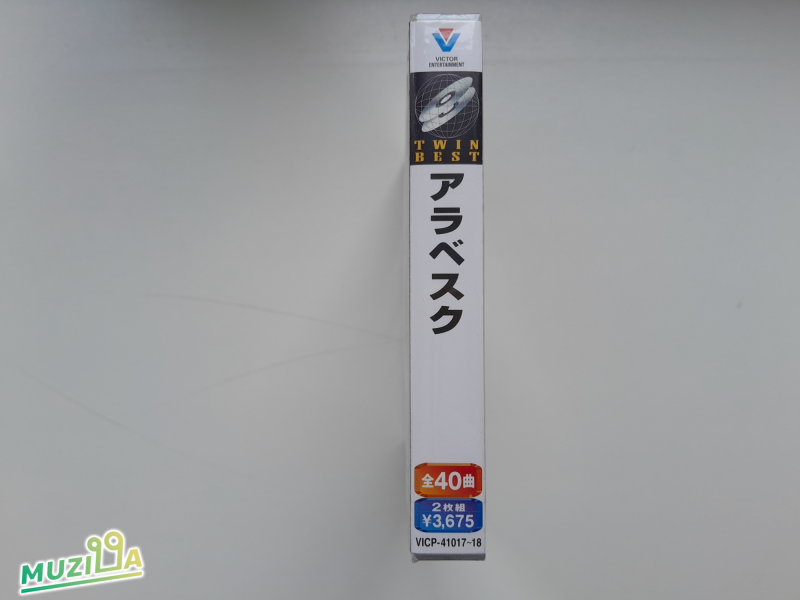 VICTOR
ENTERTAINMENT
TWIN
BEST
アラベスク
全40曲
2枚組
¥3,675
VICP-41017~18
MUZI99A